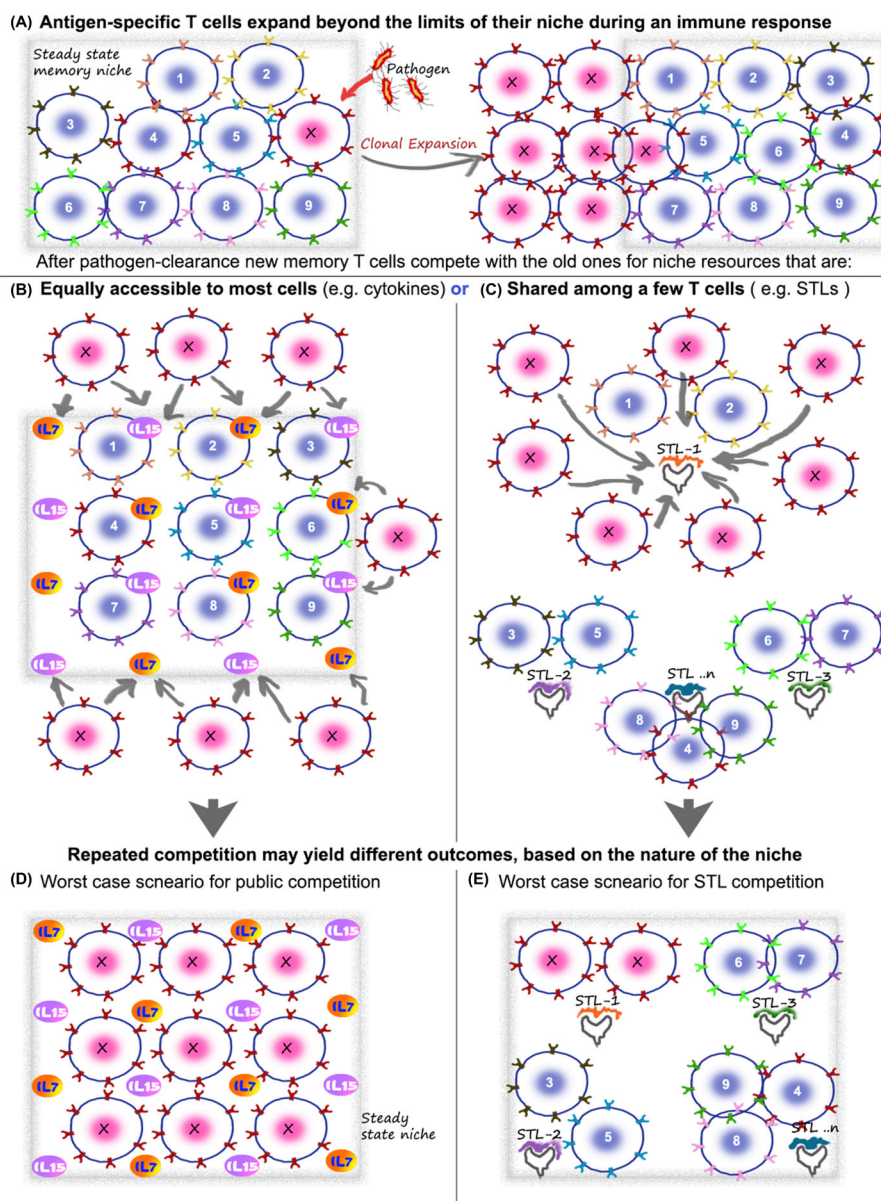 (A) Antigen-specific T cells expand beyond the limits of their niche during an immune response
Steady state
memory niche
Pathogen
1
2
3
4
5
X
6
7
8
9
Clonal Expansion
X
X
1
2
3
X
X
X
5
6
4
X
X
7
8
9
After pathogen-clearance new memory T cells compete with the old ones for niche resources that are:
(B) Equally accessible to most cells (e.g. cytokines) or
X
X
X
IL7
1
IL15
2
IL7
3
IL15
IL15
4
IL7
5
IL15
6
IL7
X
IL7
7
IL15
8
IL7
9
IL15
IL15
IL7
IL15
IL7
X
X
X
(C) Shared among a few T cells ( e.g. STLs )
X
X
X
1
2
STL-1
X
X
X
X
3
5
6
7
STL-2
STL ..n
STL-3
8
9
4
Repeated competition may yield different outcomes, based on the nature of the niche
(D) Worst case scneario for public competition
IL7
X
IL15
X
IL7
X
IL15
IL15
X
IL7
X
IL15
X
IL7
IL7
X
IL15
X
IL7
X
IL15
IL15
IL7
IL15
IL7
Steady
state niche
(E) Worst case scneario for STL competition
X
X
6
7
STL-1
STL-3
3
9
4
STL-2
5
8
STL ..n